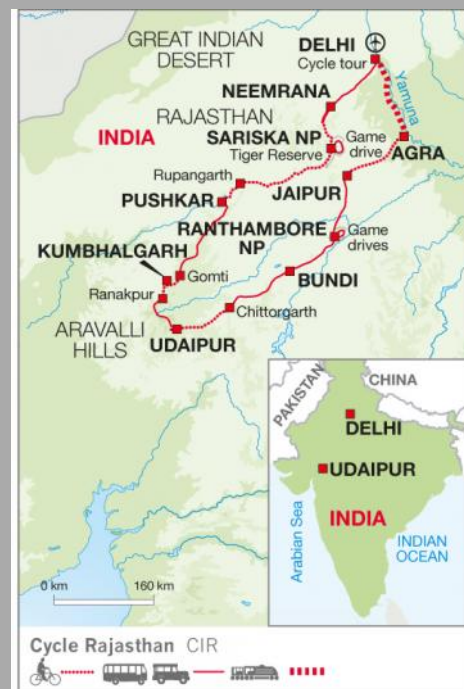 GREAT INDIAN
DESERT
DELHI
Cycle tour
NEEMRANA
Yamuna
RAJASTHAN
INDIA
SARISKA NP
Tiger Reserve
Game
drive
AGRA
Rupangarth
JAIPUR
PUSHKAR
RANTHAMBORE
NP
Game
drives
KUMBHALGARH
Gomti
BUNDI
Ranakpur
Chittorgarth
ARAVALLI
HILLS
UDAIPUR
PAKISTAN
CHINA
DELHI
UDAIPUR
INDIA
Arabian Sea
INDIAN
OCEAN
0 km 160 km
Cycle Rajasthan CIR